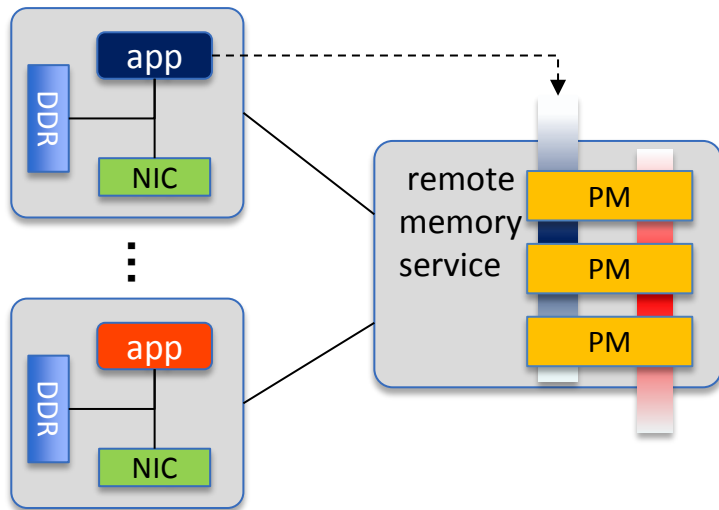 app
DDR
NIC
⋮
app
DDR
NIC
remote
memory
service
PM
PM
PM